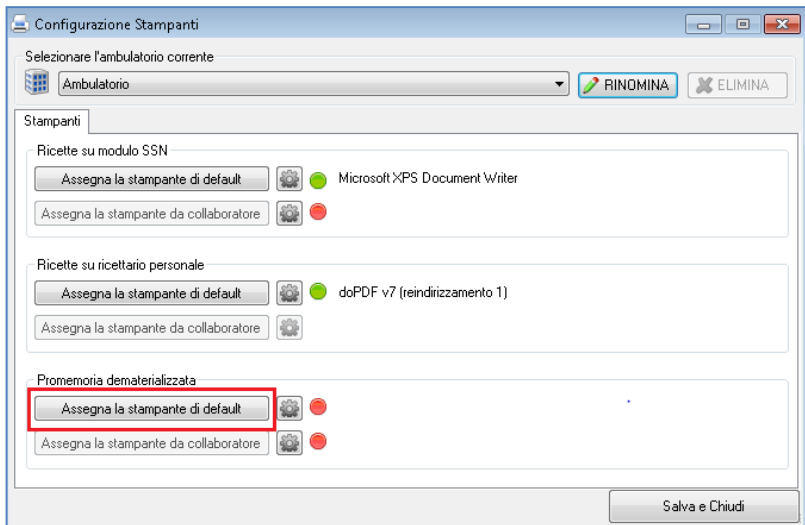 Configurazione Stampanti
Selezionare l'ambulatorio corrente
Ambulatorio
RINOMINA
ELIMINA
Stampanti
Ricette su modulo SSN
Assegna la stampante di default
Microsoft XPS Document Writer
Assegna la stampante da collaboratore
Ricette su ricettario personale
Assegna la stampante di default
doPDF v7 (reindirizzamento 1)
Assegna la stampante da collaboratore
Promemoria dematerializzata
Assegna la stampante di default
Assegna la stampante da collaboratore
Salva e Chiudi